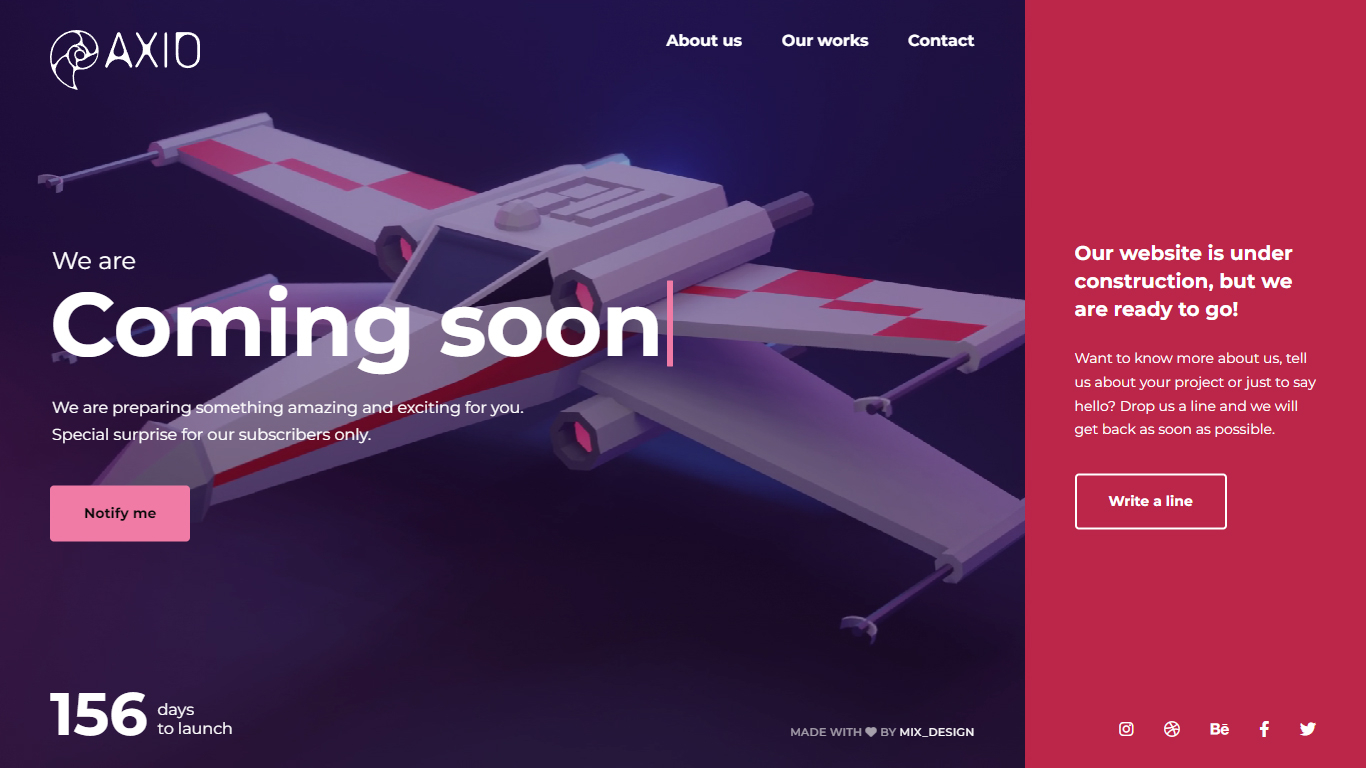 AXIO
About us
Our works
Contact
We are
Coming soon
We are preparing something amazing and exciting for you.
Special surprise for our subscribers only.
Notify me
156
days
to launch
MADE WITH BY MIX_DESIGN
Our website is under
construction, but we
are ready to go!
Want to know more about us, tell
us about your project or just to say
hello? Drop us a line and we will
get back as soon as possible.
Write a line
Bē